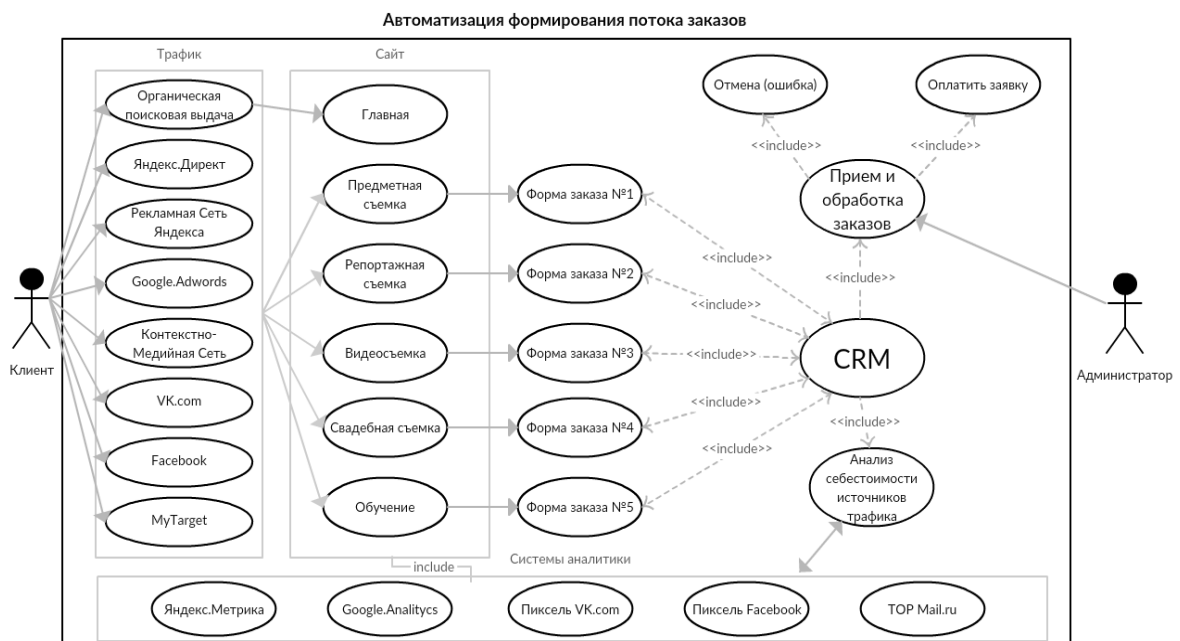 Автоматизация формирования потока заказов
Трафик
Сайт
Органическая
поисковая выдача
Яндекс.Директ
Рекламная Сеть
Яндекса
Google.Adwords
Контекстно-
Медийная Сеть
VK.com
Facebook
MyTarget
Клиент
Главная
Предметная
съемка
Репортажная
съемка
Видеосъемка
Свадебная съемка
Обучение
Форма заказа №1
Форма заказа №2
Форма заказа №3
Форма заказа №4
Форма заказа №5
<<include>>
<<include>>
<<include>>
<<include>>
<<include>>
Отмена (ошибка)
Оплатить заявку
<<include>>
<<include>>
Прием и
обработка
заказов
<<include>>
CRM
<<include>>
Анализ
себестоимости
источников
трафика
Администратор
include
Системы аналитики
Яндекс.Метрика
Google.Analitycs
Пиксель VK.com
Пиксель Facebook
TOP Mail.ru